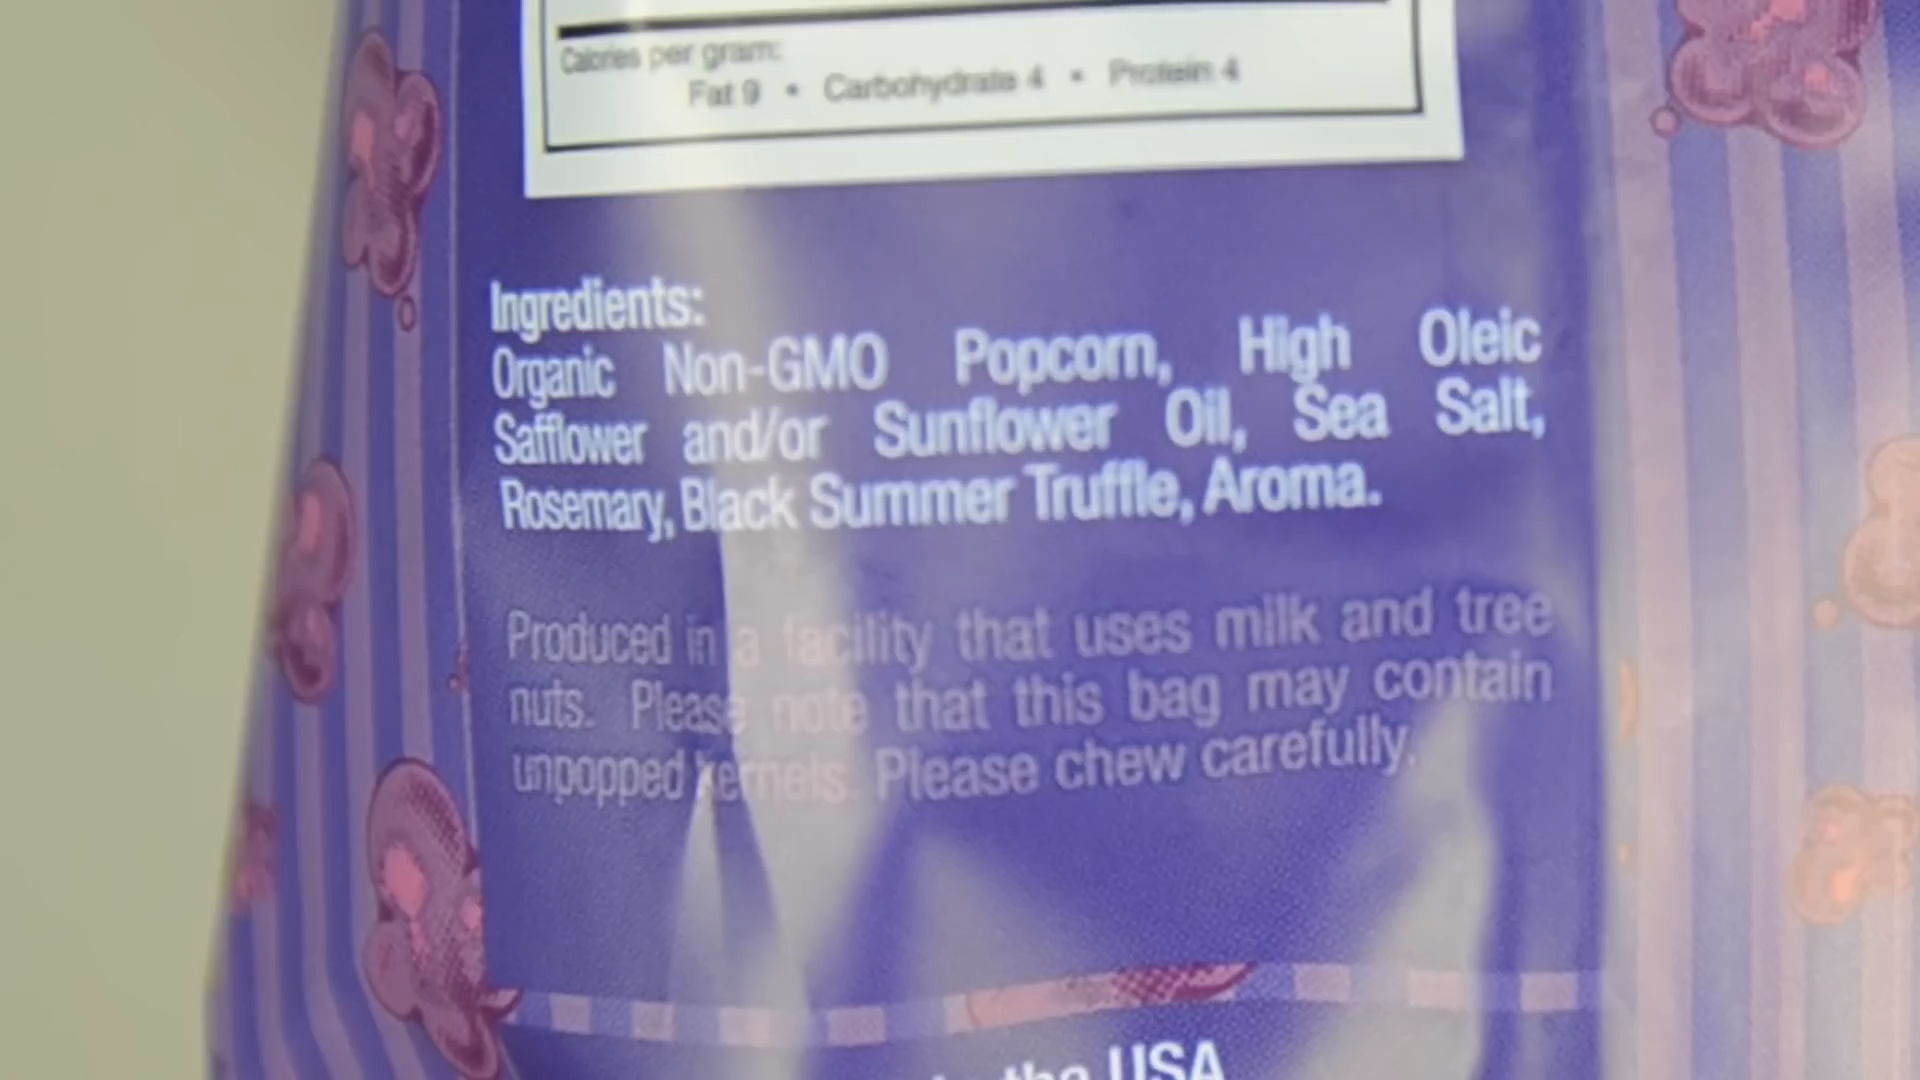 Calories per gram:
Fat 9 • Carbohydrate 4 • Protein 4
Ingredients:
Organic Non-GMO Popcorn, High Oleic
Safflower and/or Sunflower Oil, Sea Salt,
Rosemary, Black Summer Truffle, Aroma.
Produced in a facility that uses milk and tree
nuts. Please note that this bag may contain
unpopped kernels. Please chew carefully.
the USA